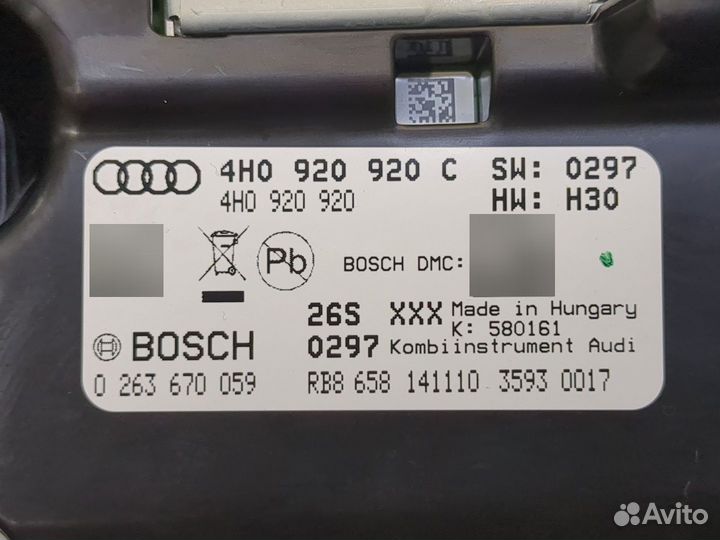 4H0 920 920 C SW: 0297
4H0 920 920 HW: H30
Pb BOSCH DMC:
26S XXX Made in Hungary
K: 580161
BOSCH 0297 Kombiinstrument Audi
0 263 670 059 RB8 658 141110 3593 0017
Avito